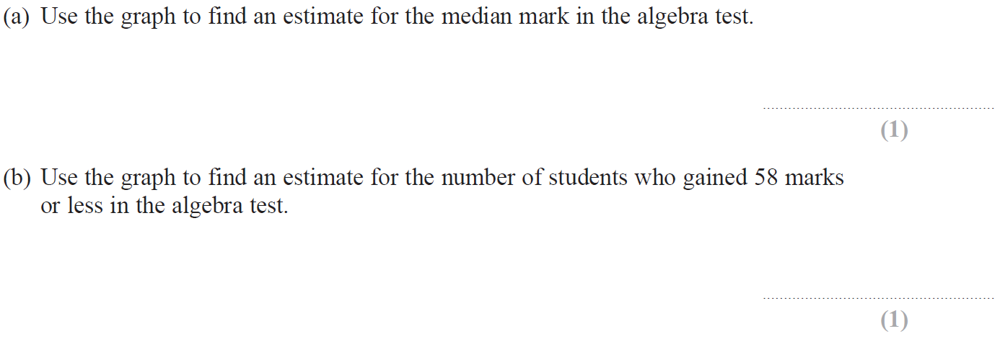 (a) Use the graph to find an estimate for the median mark in the algebra test.
(1)
(b) Use the graph to find an estimate for the number of students who gained 58 marks
or less in the algebra test.
(1)